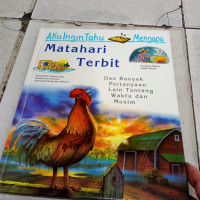 Aku Ingin Tahu Mengapa
Matahari
Terbit
Dan Banyak
Pertanyaan
Lain Tentang
Waktu dan
Musim